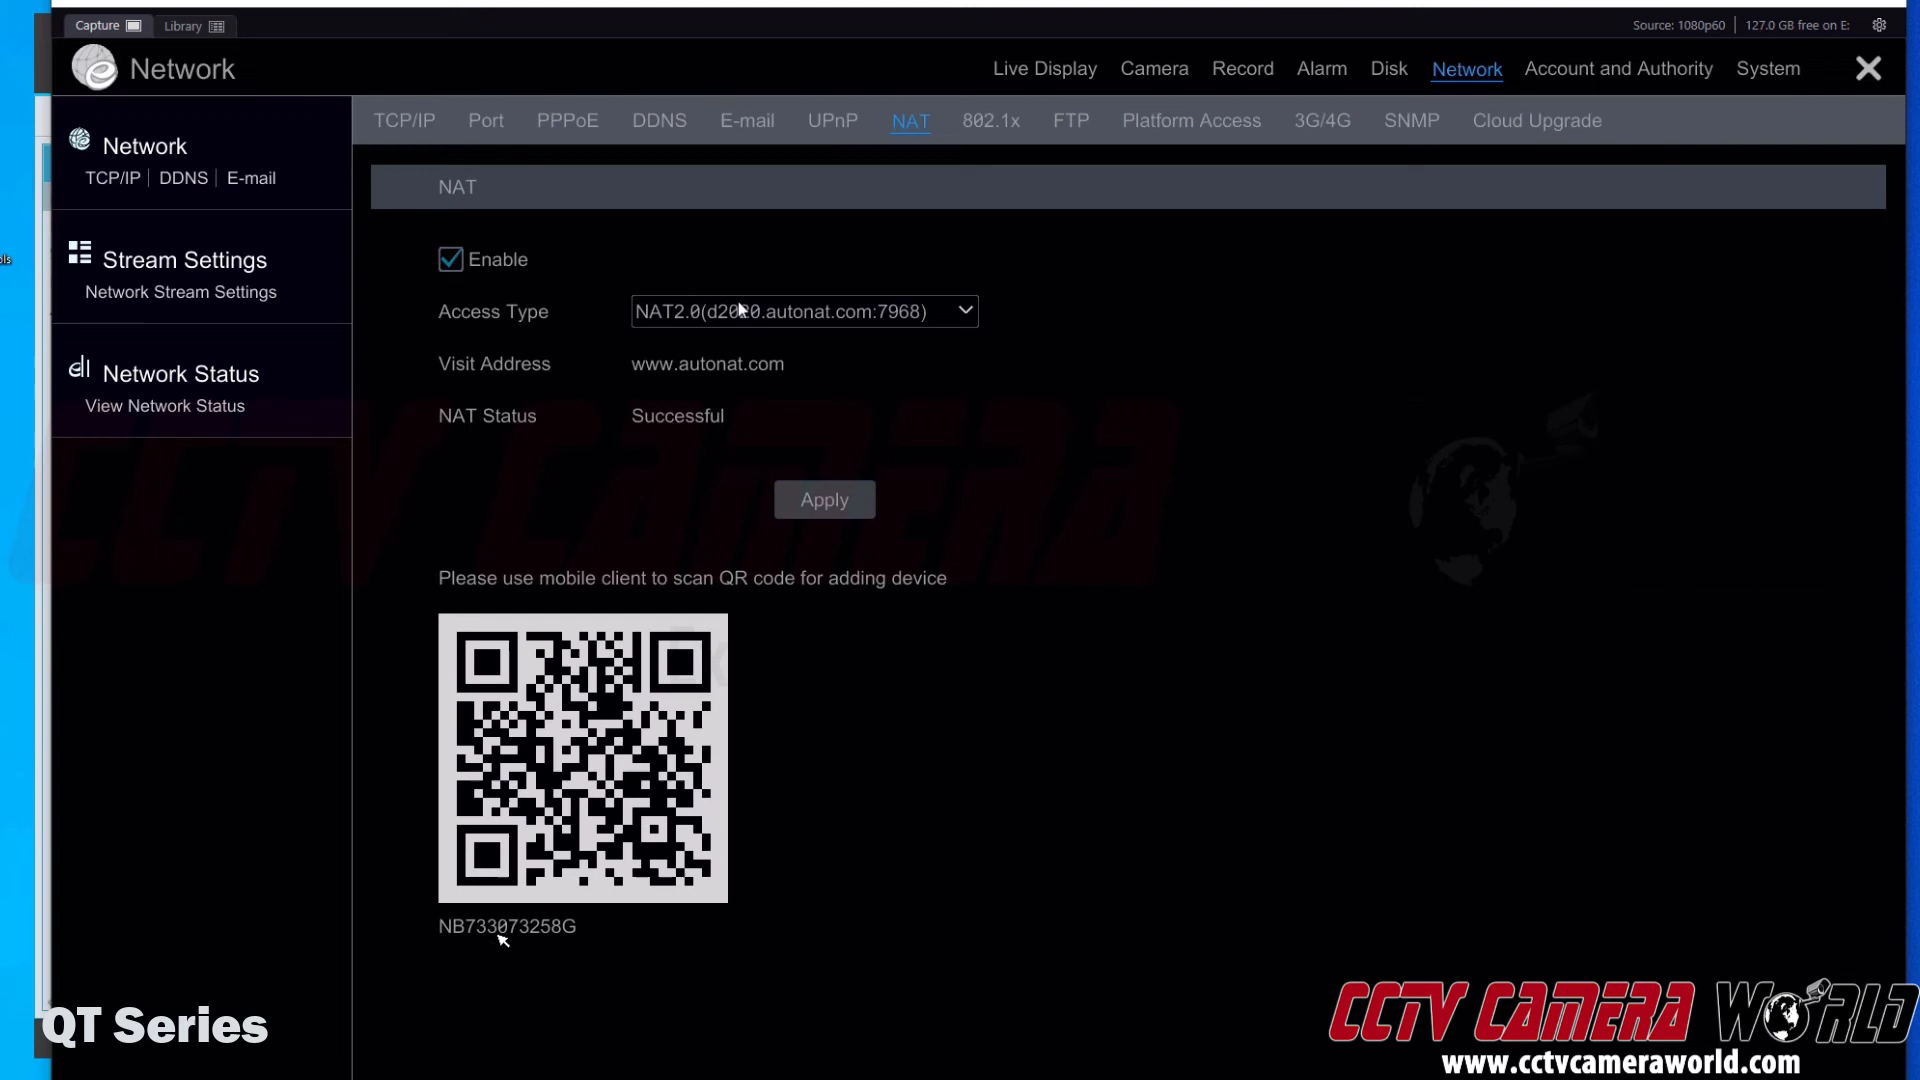 Capture
Library
Source: 1080p60
127.0 GB free on E:
Network
Live Display Camera Record Alarm Disk Network Account and Authority System
TCP/IP Port PPPoE DDNS E-mail UPnP NAT 802.1x FTP Platform Access 3G/4G SNMP Cloud Upgrade
Network
TCP/IP DDNS E-mail
Stream Settings
Network Stream Settings
Network Status
View Network Status
NAT
Enable
Access Type NAT2.0(d2020.autonat.com:7968)
Visit Address www.autonat.com
NAT Status Successful
CCTV CAMERA
Apply
Please use mobile client to scan QR code for adding device
NB733073258G
QT Series
CCTV CAMERA WORLD
www.cctvcameraworld.com